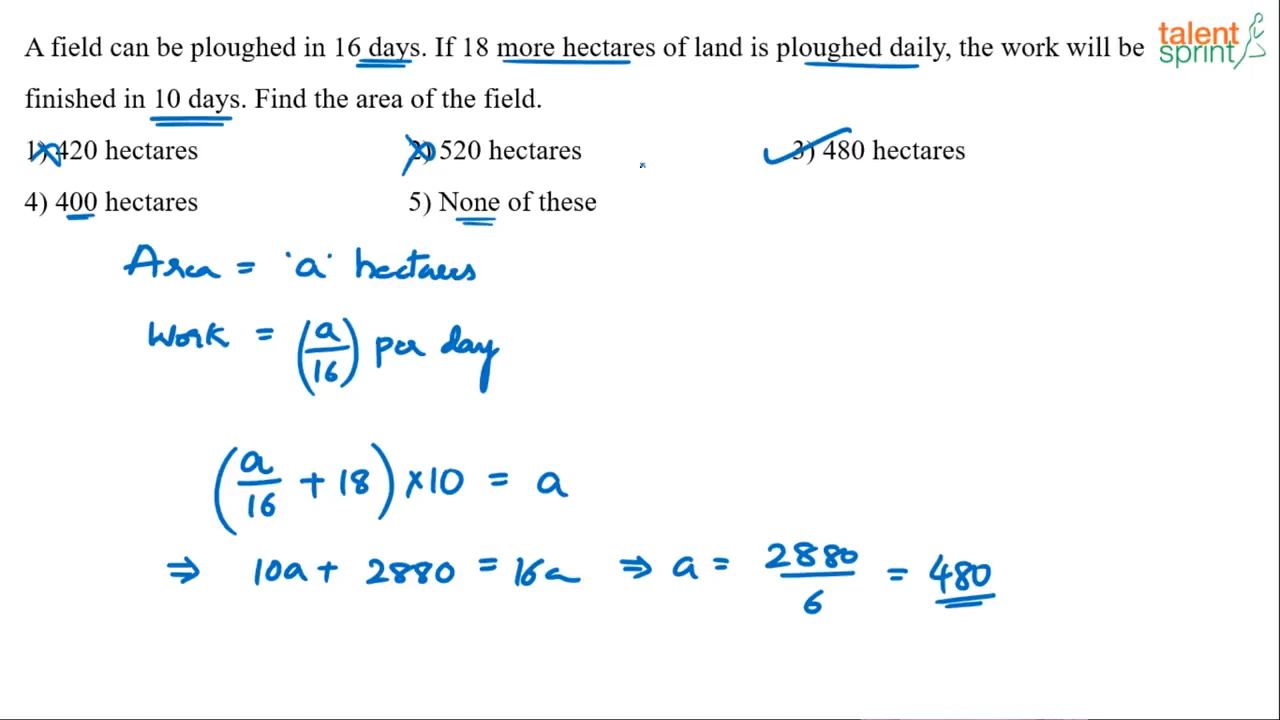 A field can be ploughed in 16 days. If 18 more hectares of land is ploughed daily, the work will be
talent
sprint
finished in 10 days. Find the area of the field.
1) 420 hectares 2) 520 hectares 3) 480 hectares
4) 400 hectares 5) None of these
Area = 'a' hectares
Work = (a/16) per day
(a/16 + 18) × 10 = a
⇒ 10a + 2880 = 16a ⇒ a = 2880/6 = 480